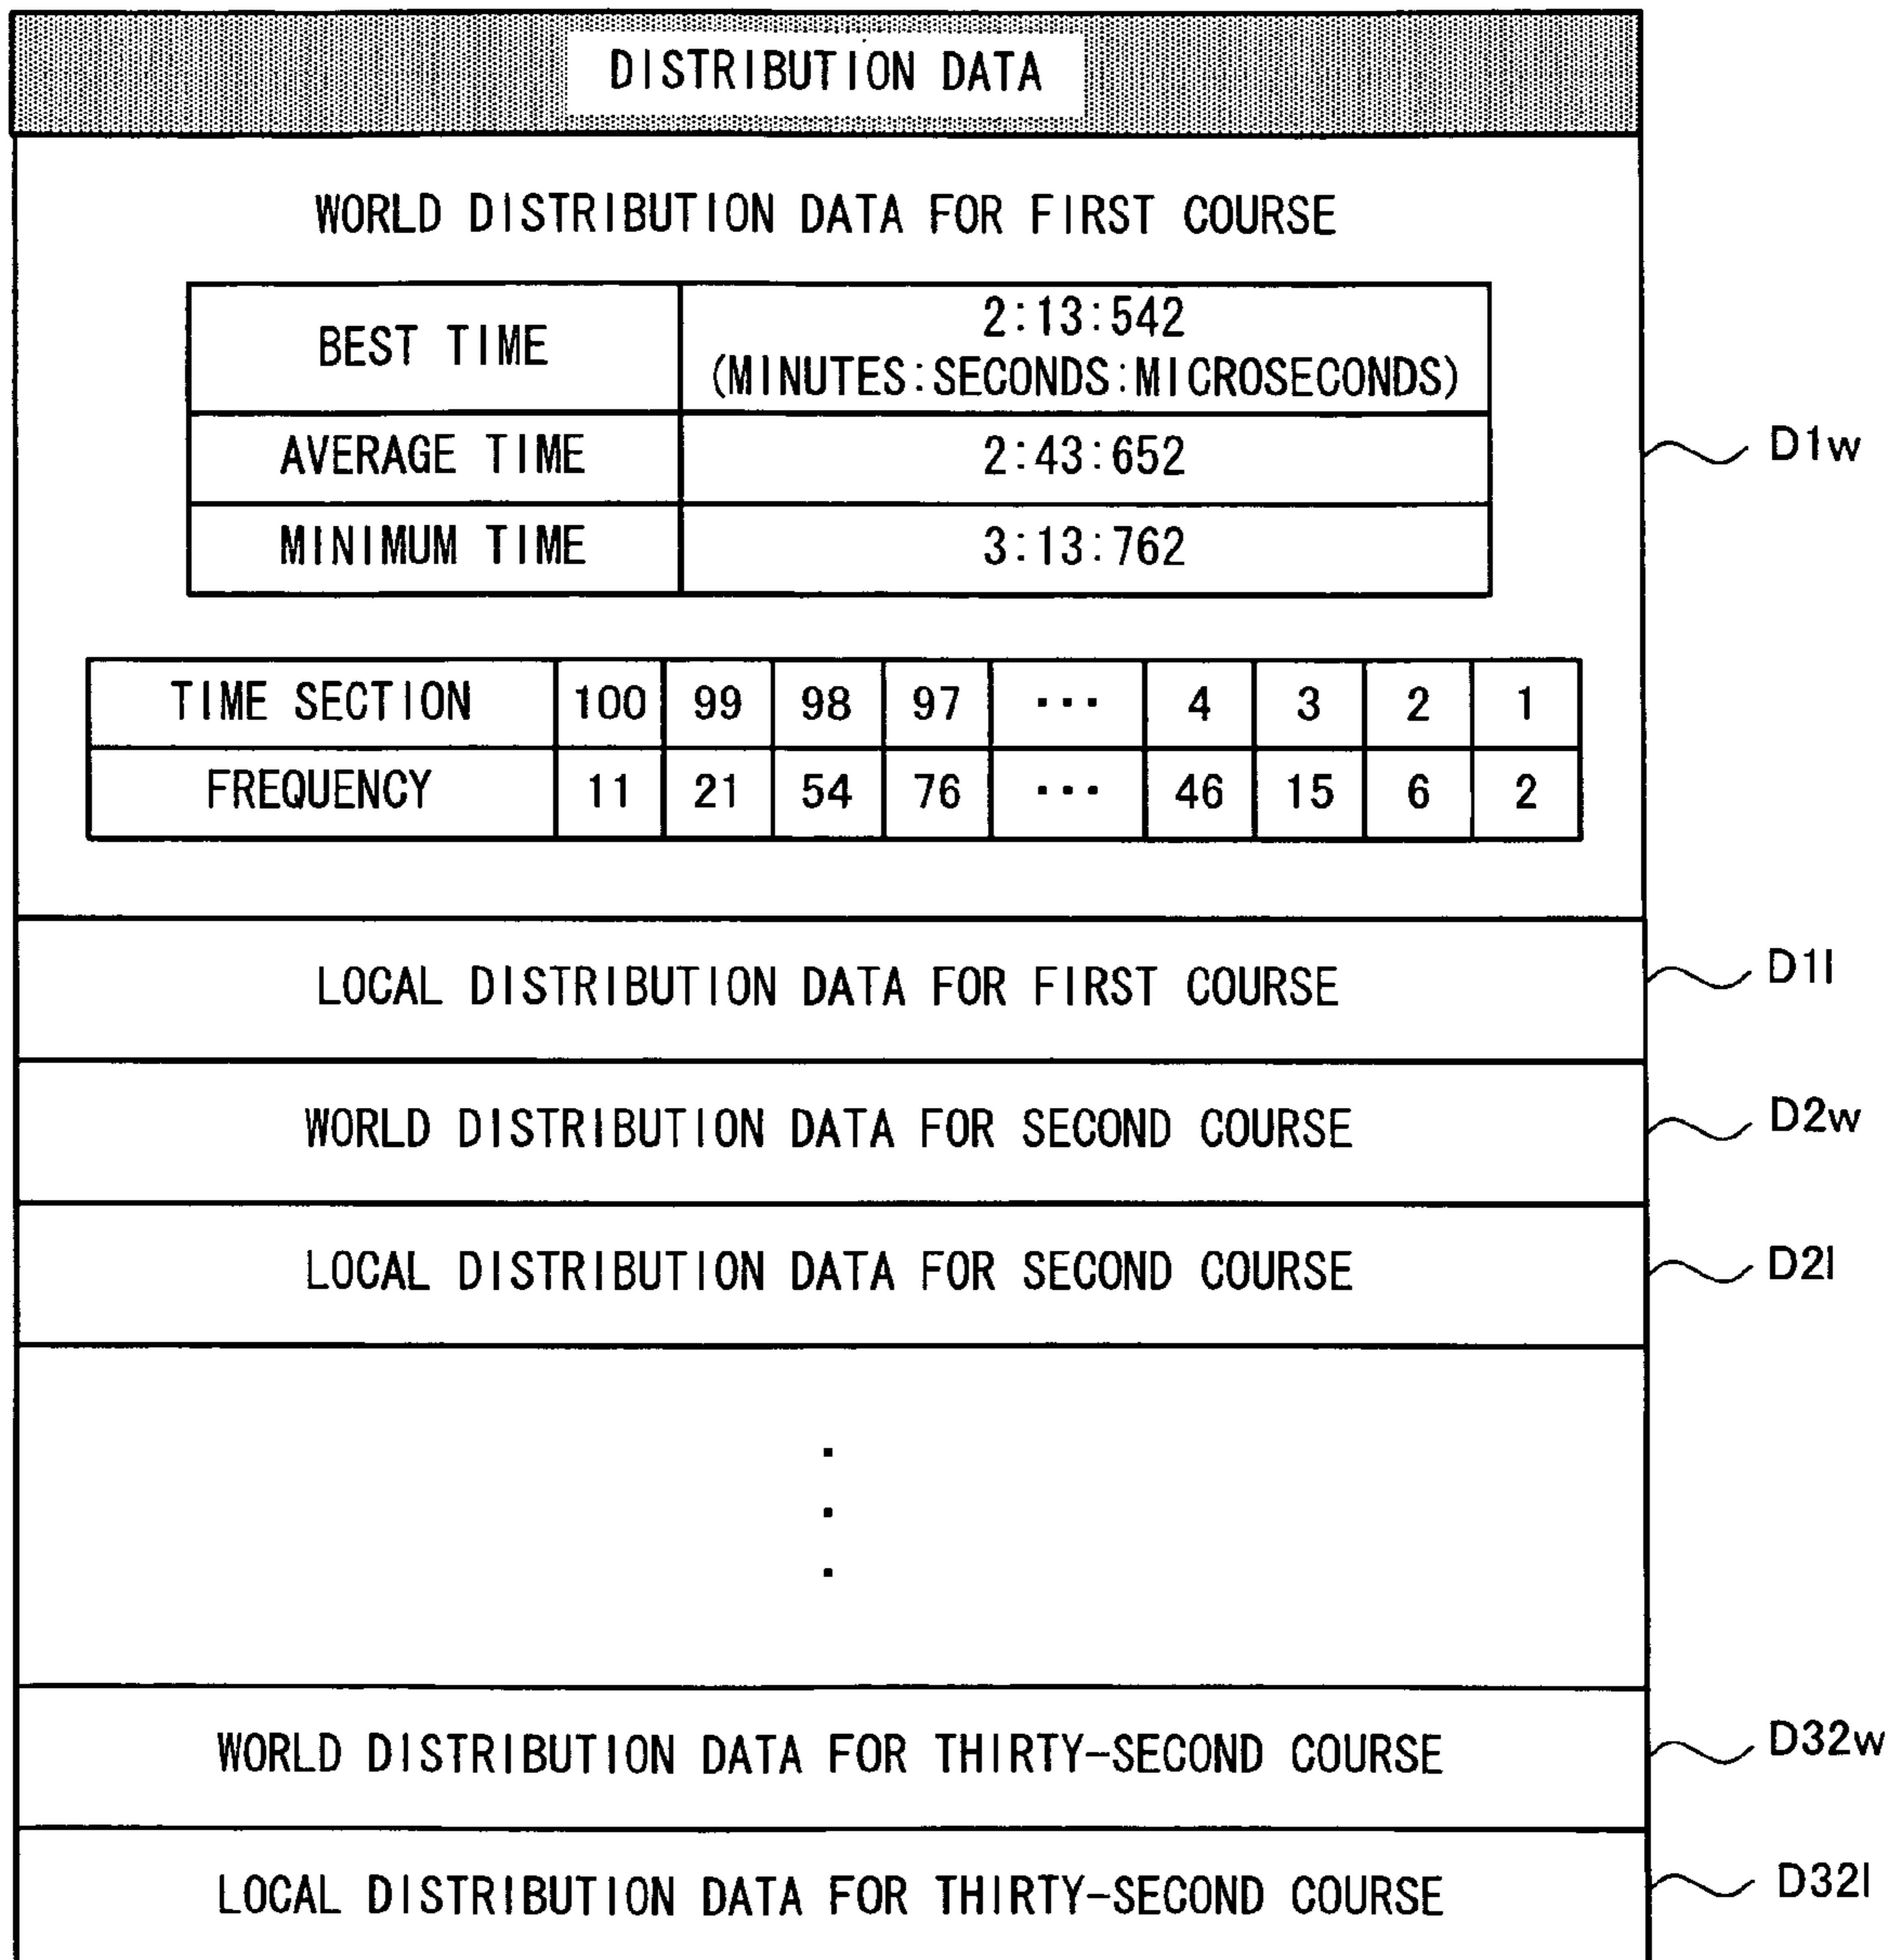 DISTRIBUTION DATA
WORLD DISTRIBUTION DATA FOR FIRST COURSE
BEST TIME 2:13:542
(MINUTES:SECONDS:MICROSECONDS)
AVERAGE TIME 2:43:652
MINIMUM TIME 3:13:762
D1w
TIME SECTION 100 99 98 97 ... 4 3 2 1
FREQUENCY 11 21 54 76 ... 46 15 6 2
LOCAL DISTRIBUTION DATA FOR FIRST COURSE D1l
WORLD DISTRIBUTION DATA FOR SECOND COURSE D2w
LOCAL DISTRIBUTION DATA FOR SECOND COURSE D2l
.
.
.
WORLD DISTRIBUTION DATA FOR THIRTY-SECOND COURSE D32w
LOCAL DISTRIBUTION DATA FOR THIRTY-SECOND COURSE D32l